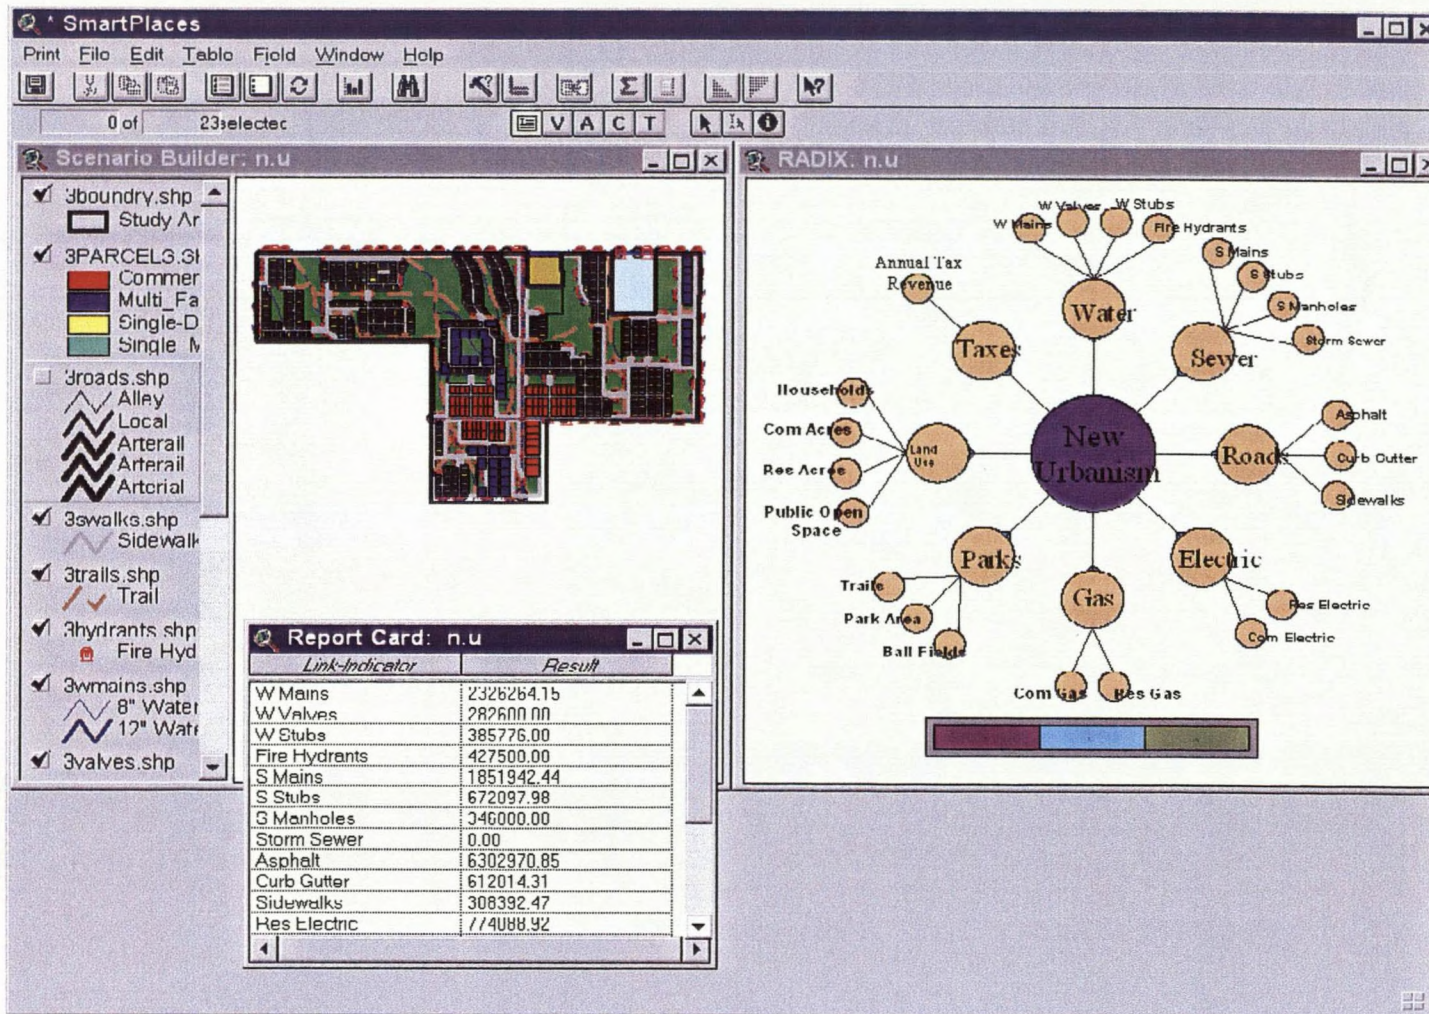 * SmartPlaces
Print File Edit Table Field Window Help
0 of 23 selected
V A C T
Scenario Builder: n.u
3boundry.shp
Study Ar
3PARCELS.SH
Commer
Multi_Fa
Single-D
Single_M
3roads.shp
Alley
Local
Arterail
Arterail
Arterial
3swalks.shp
Sidewalk
3trails.shp
Trail
3hydrants.shp
Fire Hyd
3wmains.shp
8" Water
12" Wate
3valves.shp
Report Card: n.u
Link-Indicator Result
W Mains 2326264.15
W Valves 282600.00
W Stubs 385776.00
Fire Hydrants 427500.00
S Mains 1851942.44
S Stubs 672097.98
S Manholes 346000.00
Storm Sewer 0.00
Asphalt 6302970.85
Curb Gutter 612014.31
Sidewalks 308392.47
Res Electric 774088.92
RADIX: n.u
W Mains
W Valves
W Stubs
Fire Hydrants
Water
S Mains
S Stubs
S Manholes
Storm Sewer
Sewer
Annual Tax
Revenue
Taxes
Households
Com Acres
Res Acre
Public Open
Space
Land
Use
New
Urbanism
Roads
Asphalt
Curb Gutter
Sidewalks
Parks
Trails
Park Area
Ball Fields
Gas
Com Gas
Res Gas
Electric
Res Electric
Com Electric